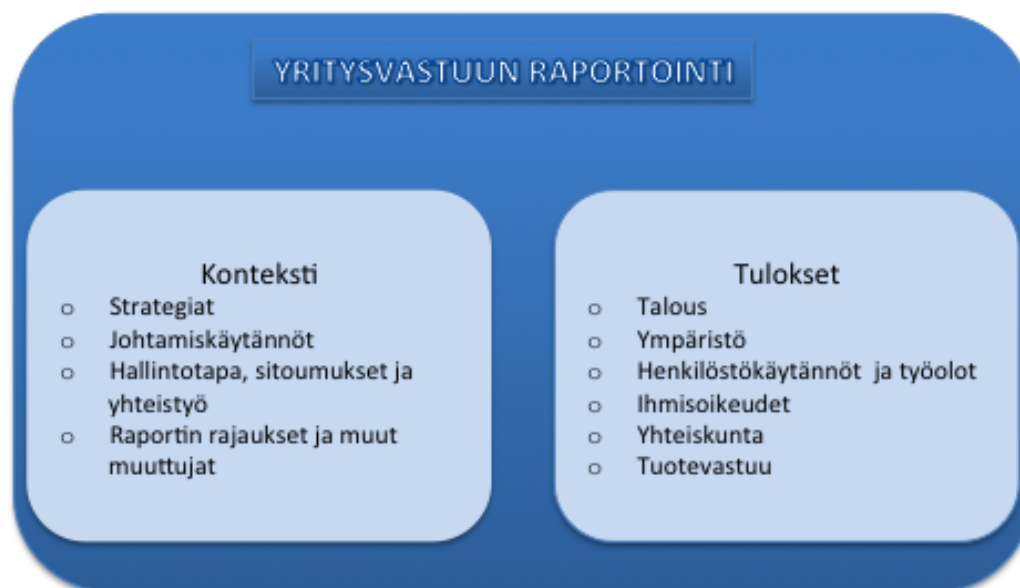 YRITYSVASTUUN RAPORTOINTI
Konteksti
o Strategiat
o Johtamiskäytännöt
o Hallintotapa, sitoumukset ja
yhteistyö
o Raportin rajaukset ja muut
muuttujat
Tulokset
o Talous
o Ympäristö
o Henkilöstökäytännöt ja työolot
o Ihmisoikeudet
o Yhteiskunta
o Tuotevastuu